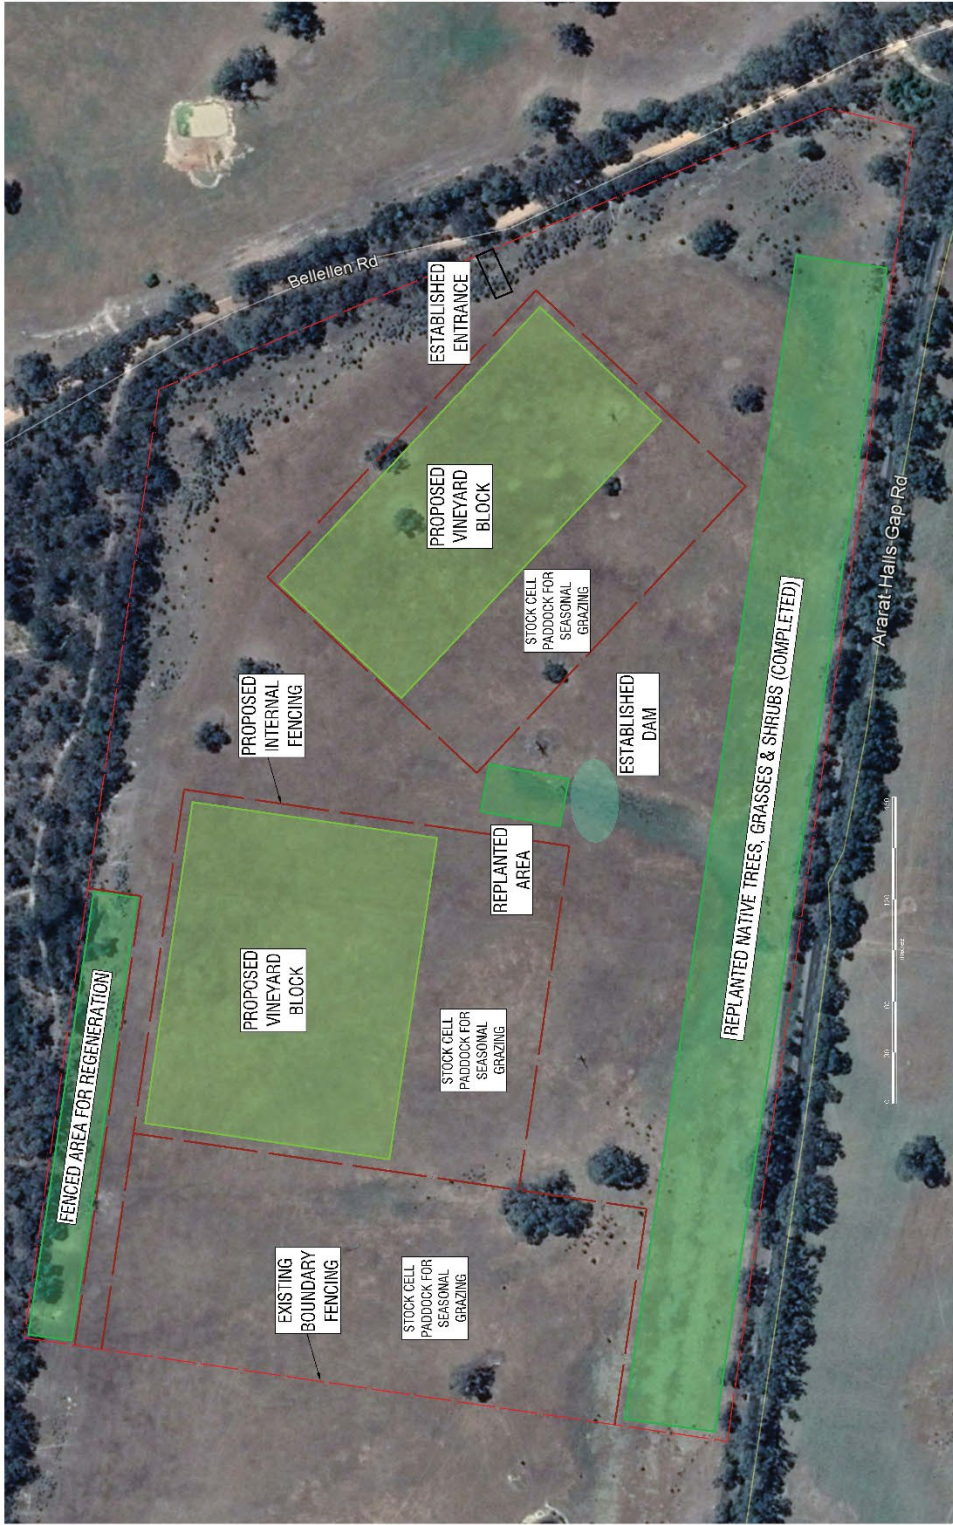 Bellellen Rd
ESTABLISHED
ENTRANCE
PROPOSED
VINEYARD
BLOCK
STOCK CELL
PADDOCK FOR
SEASONAL
GRAZING
PROPOSED
INTERNAL
FENCING
ESTABLISHED
DAM
REPLANTED
AREA
FENCED AREA FOR REGENERATION
PROPOSED
VINEYARD
BLOCK
STOCK CELL
PADDOCK FOR
SEASONAL
GRAZING
EXISTING
BOUNDARY
FENCING
STOCK CELL
PADDOCK FOR
SEASONAL
GRAZING
REPLANTED NATIVE TREES, GRASSES & SHRUBS (COMPLETED)
Ararat-Halls-Gap Rd